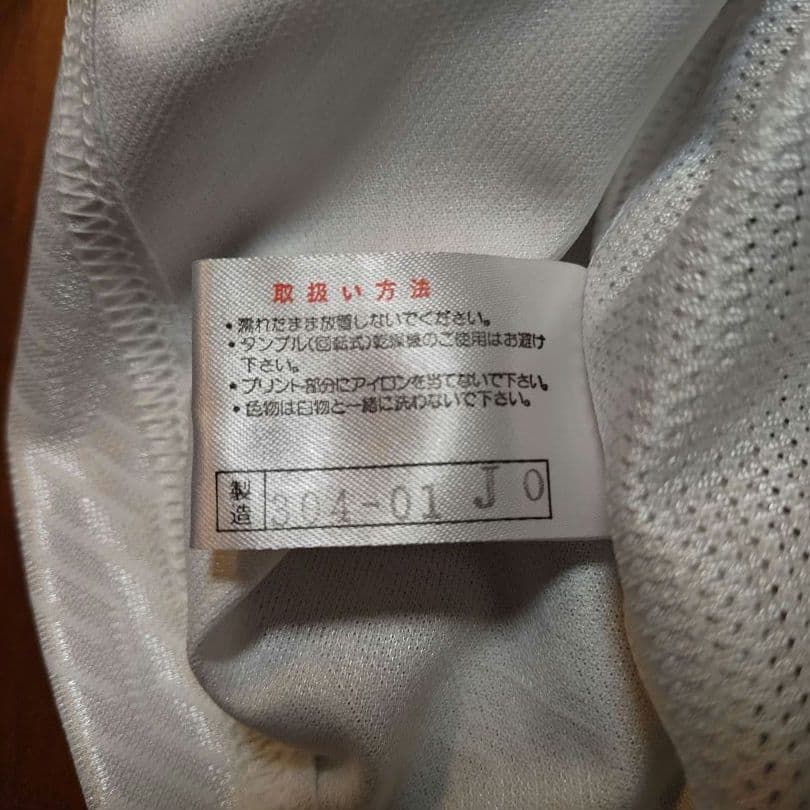 取扱い方法
・濡れたまま放置しないでください。
・タンブル(回転式)乾燥機のご使用はお避け
下さい。
・プリント部分にアイロンを当てないで下さい。
・色物は白物と一緒に洗わないで下さい。
製造 304-01 J O